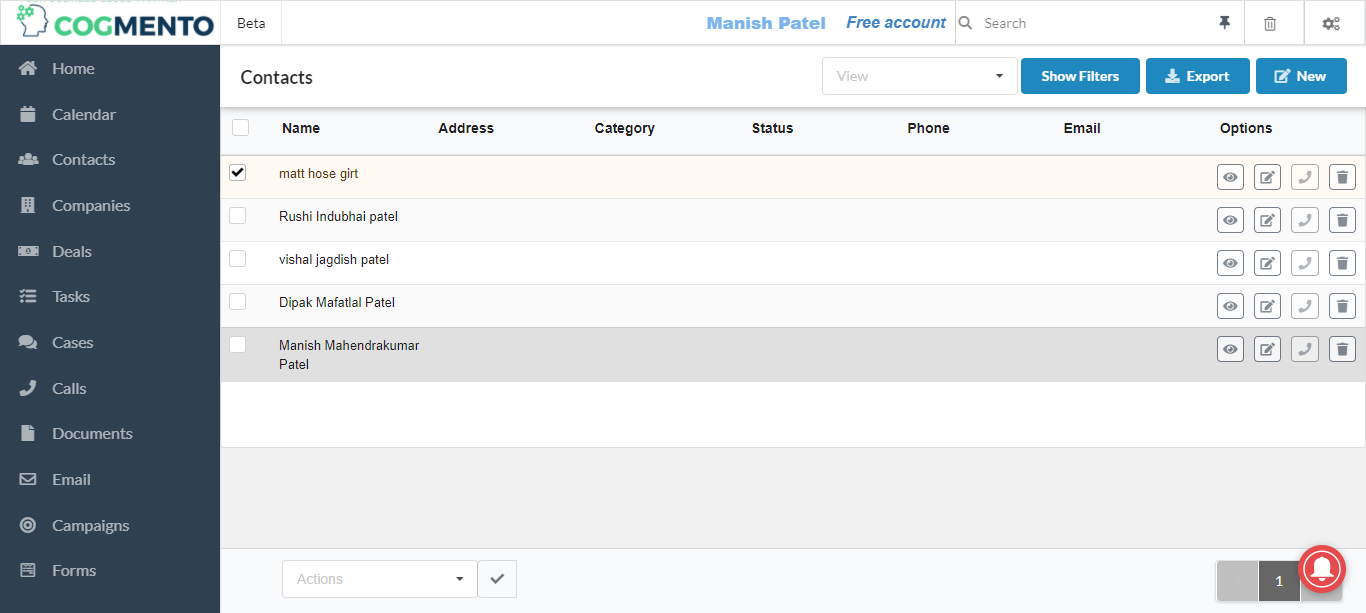 COGMENTO
Beta
Manish Patel
Free account
Search
Home
Calendar
Contacts
Companies
Deals
Tasks
Cases
Calls
Documents
Email
Campaigns
Forms
Contacts
View
Show Filters
Export
New
Name Address Category Status Phone Email Options
matt hose girt
Rushi Indubhai patel
vishal jagdish patel
Dipak Mafatlal Patel
Manish Mahendrakumar
Patel
Actions
1